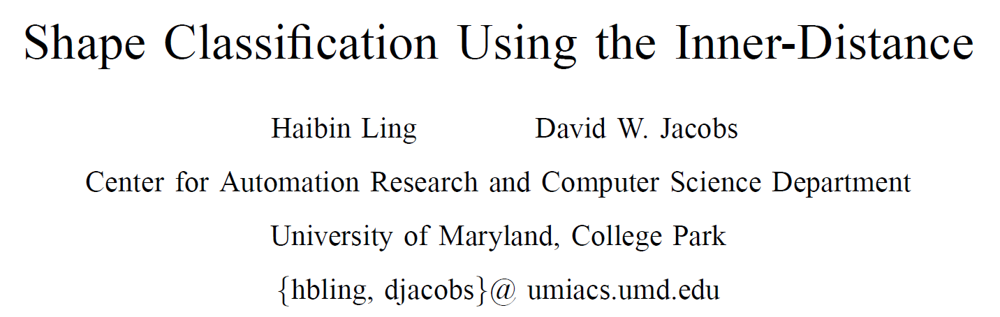 Shape Classification Using the Inner-Distance
Haibin Ling David W. Jacobs
Center for Automation Research and Computer Science Department
University of Maryland, College Park
{hbling, djacobs}@ umiacs.umd.edu